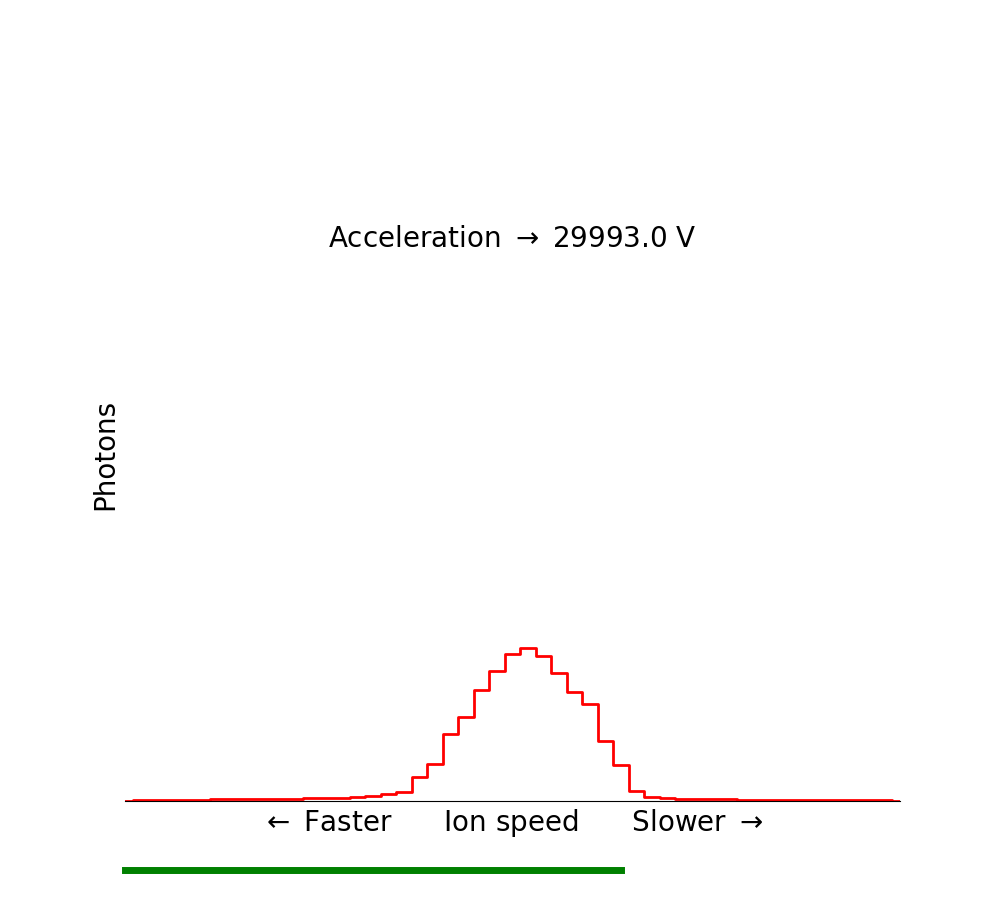 Acceleration → 29993.0 V
Photons
← Faster Ion speed Slower →